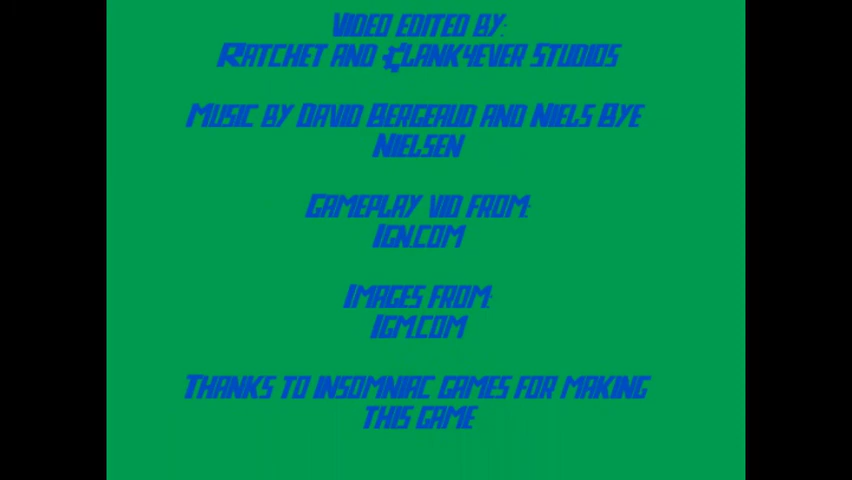 Video edited by:
Ratchet and Clank4ever Studios
Music by David Bergeaud and Niels Bye
Nielsen
Gameplay vid from:
Ign.com
Images from:
Igm.com
Thanks to Insomniac games for making
this game